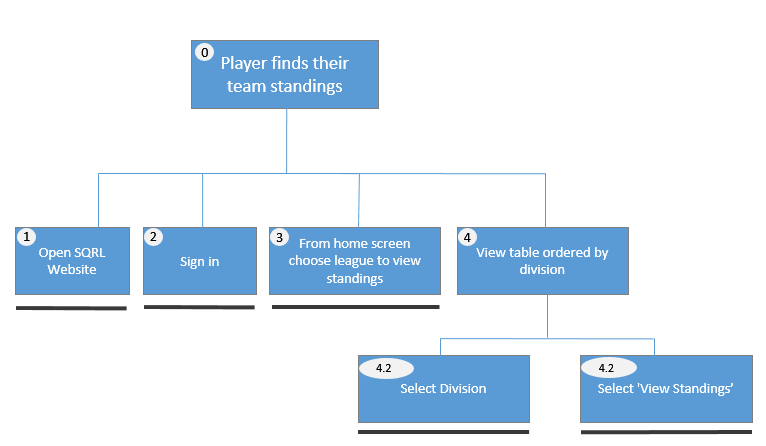 0
Player finds their
team standings
1
Open SQRL
Website
2
Sign in
3
From home screen
choose league to view
standings
4
View table ordered by
division
4.2
Select Division
4.2
Select 'View Standings’